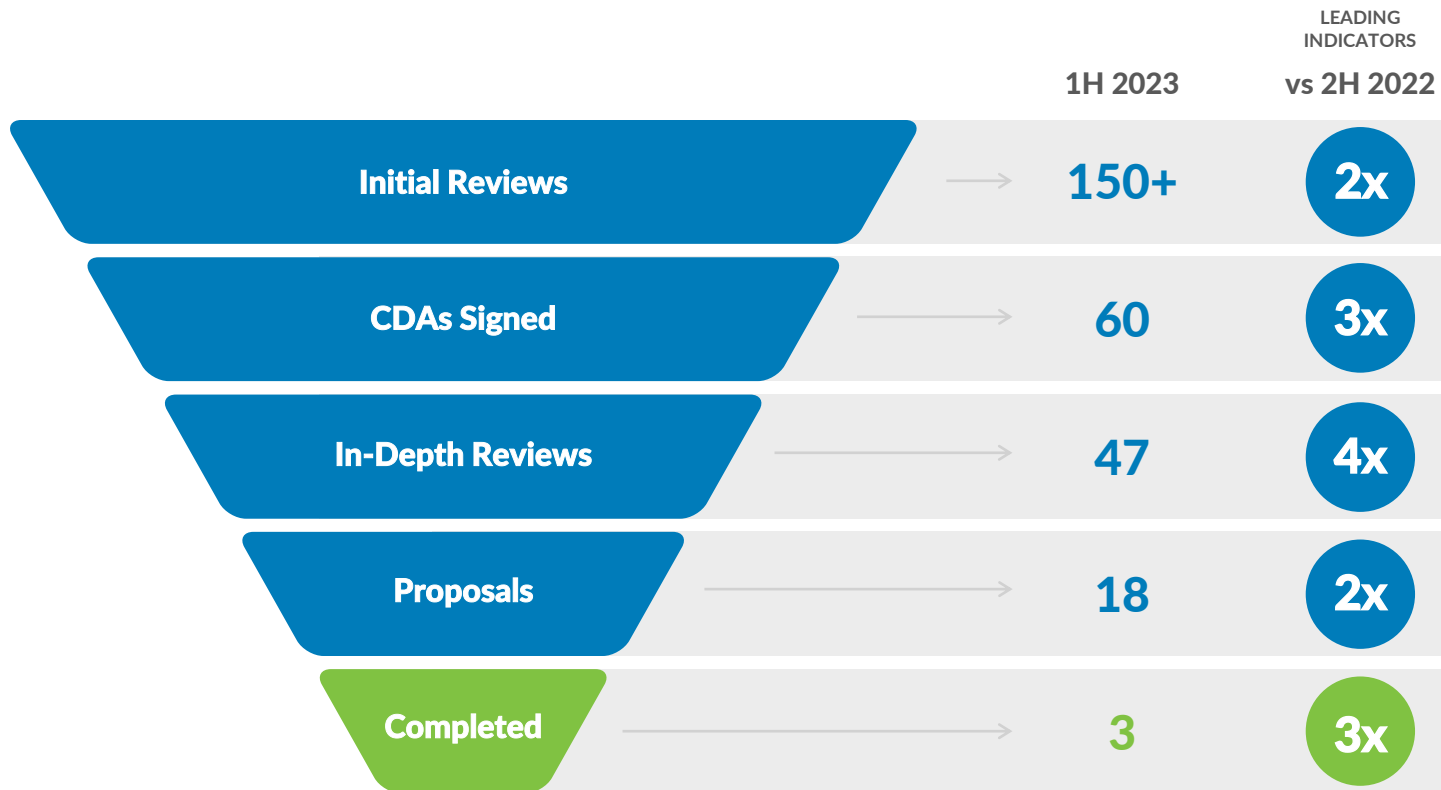 LEADING
INDICATORS
1H 2023 vs 2H 2022
Initial Reviews 150+ 2x
CDAs Signed 60 3x
In-Depth Reviews 47 4x
Proposals 18 2x
Completed 3 3x